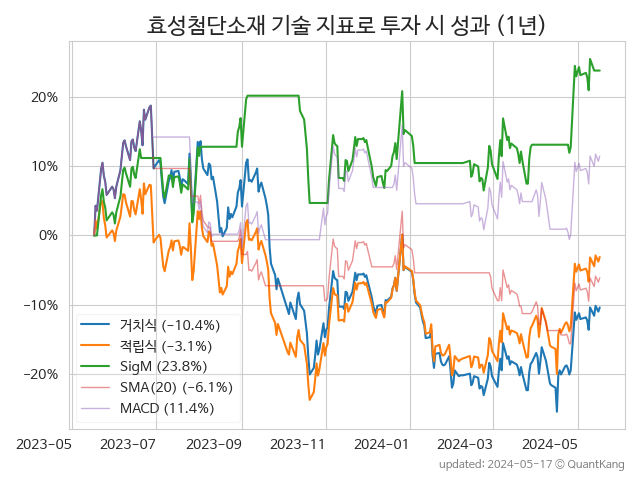 효성첨단소재 기술 지표로 투자 시 성과 (1년)
20%
10%
0%
−10%
−20%
거치식 (−10.4%)
적립식 (−3.1%)
SigM (23.8%)
SMA(20) (−6.1%)
MACD (11.4%)
2023−05 2023−07 2023−09 2023−11 2024−01 2024−03 2024−05
updated: 2024−05−17 © QuantKang